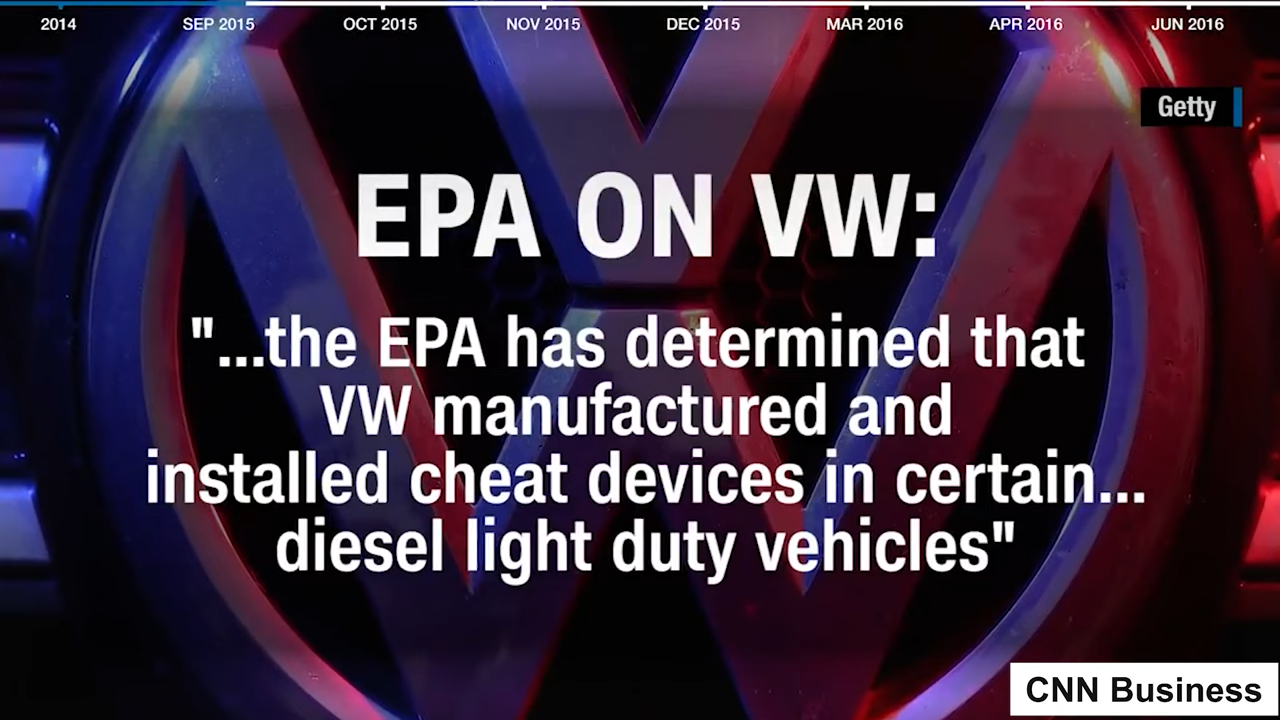 2014 SEP 2015 OCT 2015 NOV 2015 DEC 2015 MAR 2016 APR 2016 JUN 2016
Getty
EPA ON VW:
"...the EPA has determined that
VW manufactured and
installed cheat devices in certain...
diesel light duty vehicles"
CNN Business